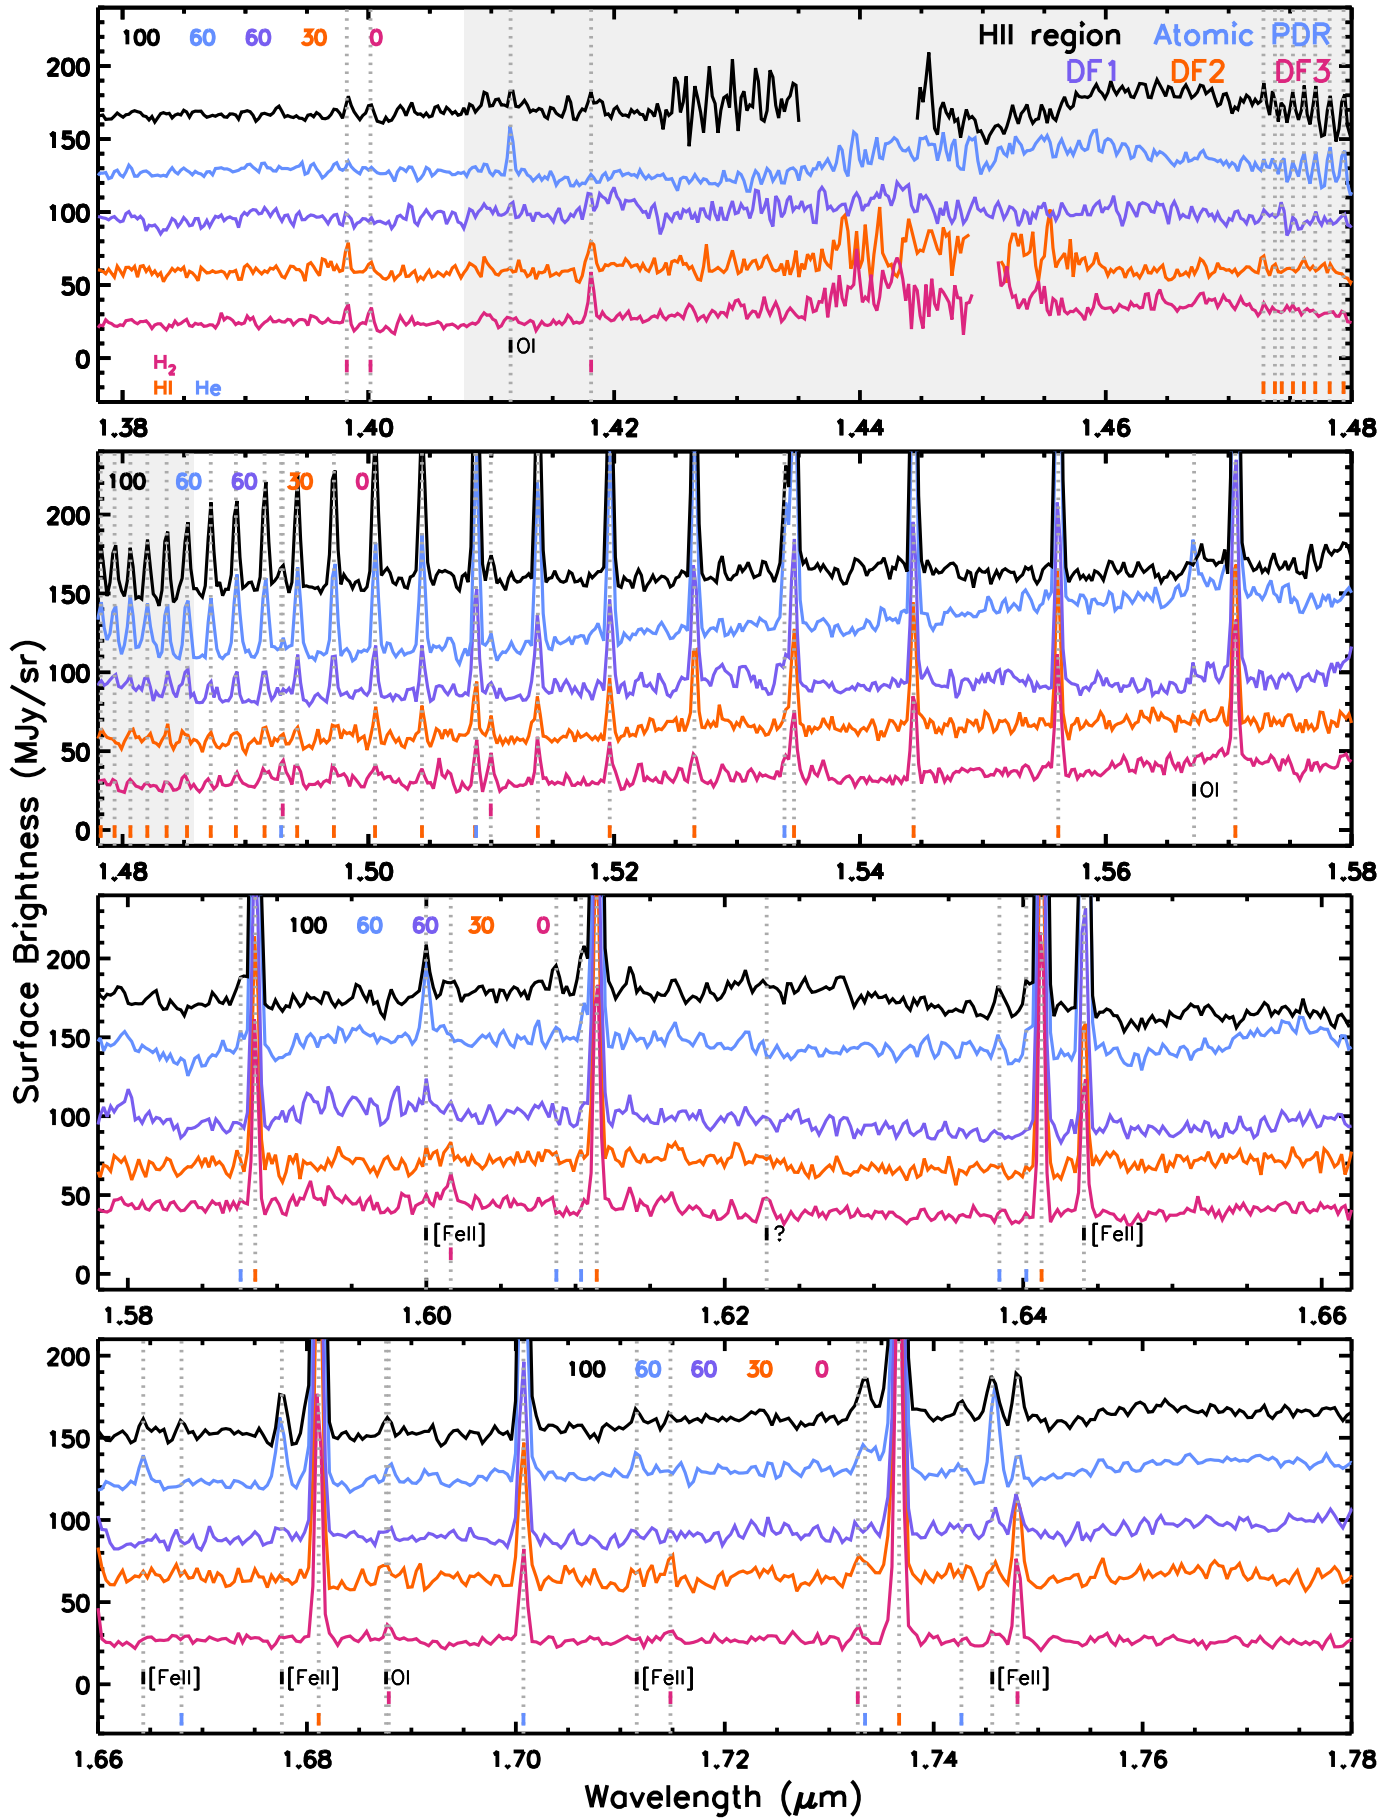 100 60 60 30 0 HII region Atomic PDR
DF1 DF2 DF3
200
150
100
50
0
OI
H2
HI He
1.38 1.40 1.42 1.44 1.46 1.48
100 60 60 30 0
200
150
100
50
0
OI
1.48 1.50 1.52 1.54 1.56 1.58
Surface Brightness (MJy/sr)
100 60 60 30 0
200
150
100
50
0
[FeII] ? [FeII]
1.58 1.60 1.62 1.64 1.66
100 60 60 30 0
200
150
100
50
0
[FeII] [FeII] OI [FeII] [FeII]
1.66 1.68 1.70 1.72 1.74 1.76 1.78
Wavelength (μm)